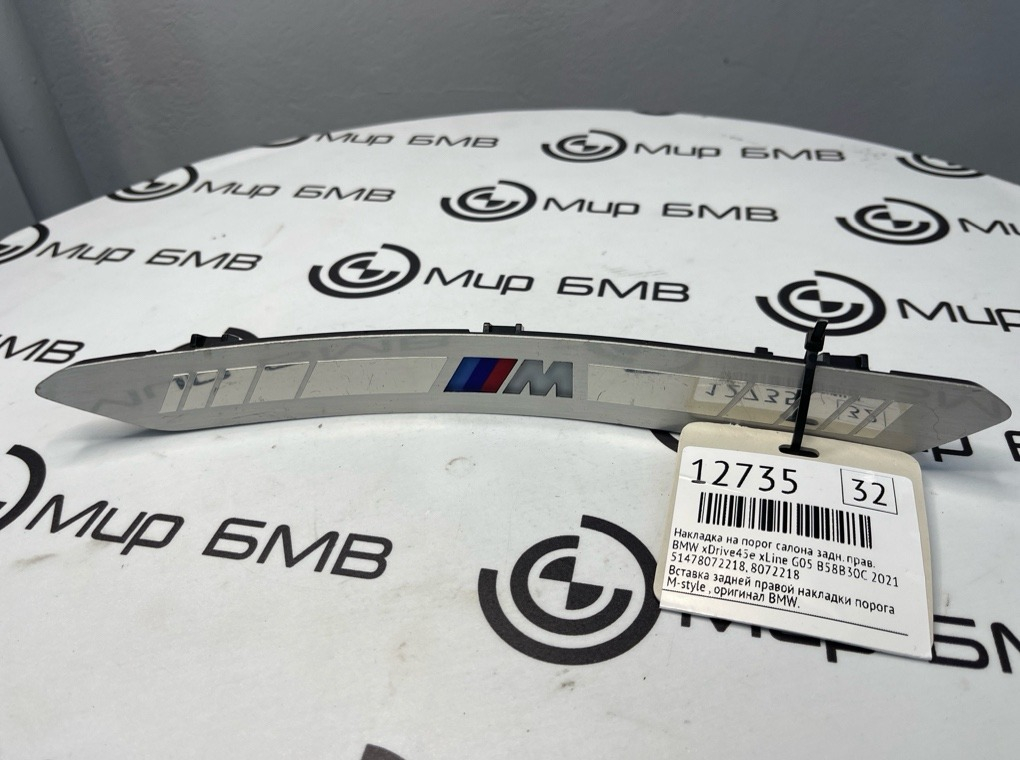 Мир БМВ
Мир БМВ
Мир БМВ
Мир БМВ
Мир БМВ
Мир БМВ
Мир БМВ
M
12735
32
Накладка на порог салона задн. прав.
BMW xDrive45e xLine G05 B58B30C 2021
51478072218, 8072218
Вставка задней правой накладки порога
M-style , оригинал BMW.
Мир БМВ